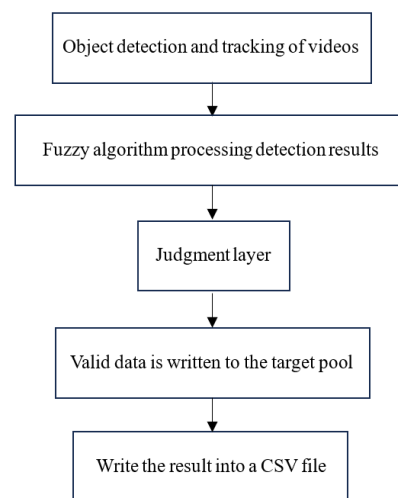 Object detection and tracking of videos
Fuzzy algorithm processing detection results
Judgment layer
Valid data is written to the target pool
Write the result into a CSV file